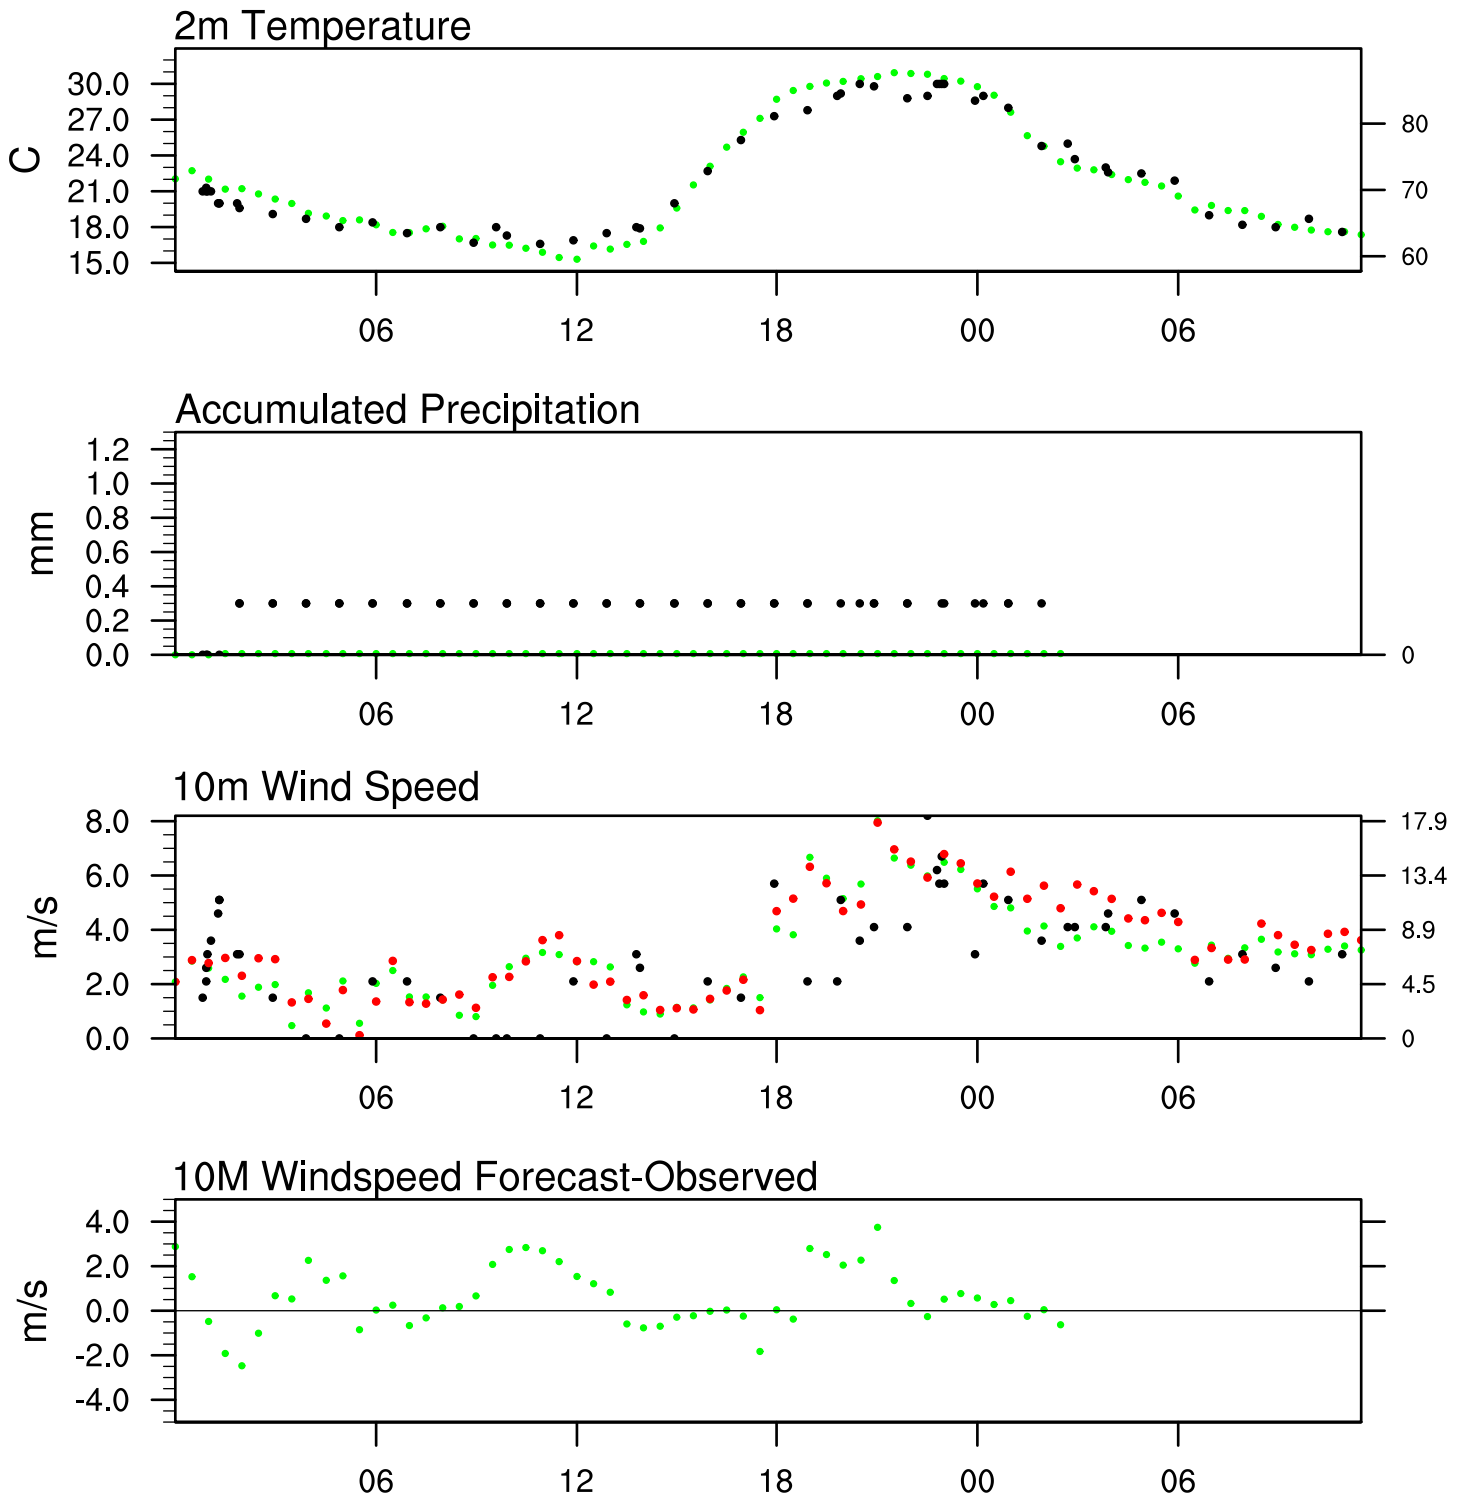 2m Temperature
30.0
27.0
24.0
21.0
18.0
15.0
C
80
70
60
06 12 18 00 06
Accumulated Precipitation
1.2
1.0
0.8
0.6
0.4
0.2
0.0
mm
0
06 12 18 00 06
10m Wind Speed
8.0
6.0
4.0
2.0
0.0
m/s
17.9
13.4
8.9
4.5
0
06 12 18 00 06
10M Windspeed Forecast-Observed
4.0
2.0
0.0
-2.0
-4.0
m/s
06 12 18 00 06